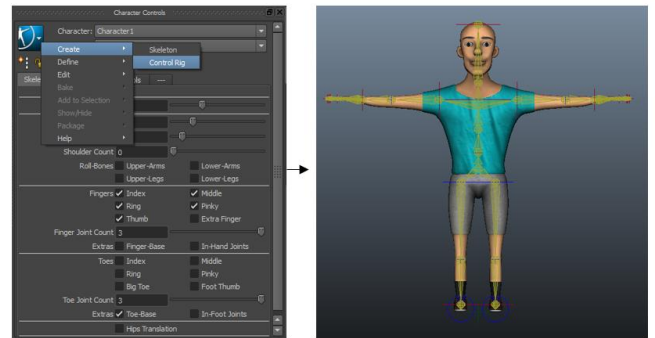 Character Controls
Character: Character1
Create
Skeleton
Define
Control Rig
Edit
Bake
Add to Selection
Show/Hide
Package
Help
Shoulder Count 0
Roll-Bones Upper-Arms Lower-Arms
Upper-Legs Lower-Legs
Fingers Index Middle
Ring Pinky
Thumb Extra Finger
Finger Joint Count 3
Extras Finger-Base In-Hand Joints
Toes Index Middle
Ring Pinky
Big Toe Foot Thumb
Toe Joint Count 3
Extras Toe-Base In-Foot Joints
Hips Translation